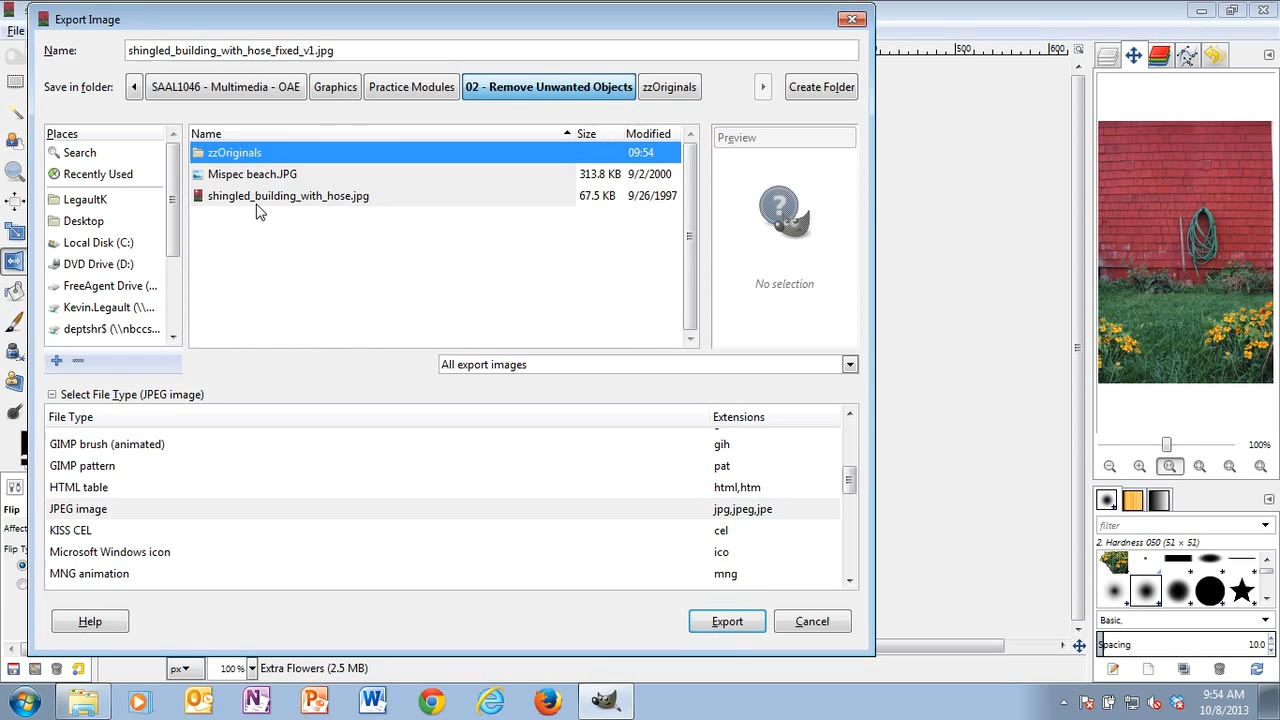 Export Image
File
Name:
shingled_building_with_hose_fixed_v1.jpg
Save in folder:
SAAL1046 - Multimedia - OAE
Graphics
Practice Modules
02 - Remove Unwanted Objects
zzOriginals
Create Folder
500
600
Places
Search
Recently Used
LegaultK
Desktop
Local Disk (C:)
DVD Drive (D:)
FreeAgent Drive (...
Kevin.Legault (\\...
deptshr$ (\\nbccs...
Name
Size
Modified
zzOriginals
09:54
Mispec beach.JPG
313.8 KB
9/2/2000
shingled_building_with_hose.jpg
67.5 KB
9/26/1997
Preview
No selection
All export images
Select File Type (JPEG image)
File Type
Extensions
GIMP brush (animated)
gih
GIMP pattern
pat
HTML table
html,htm
JPEG image
jpg,jpeg,jpe
KISS CEL
cel
Microsoft Windows icon
ico
MNG animation
mng
Help
Export
Cancel
Flip
Affec
Flip Ty
px
100 %
Extra Flowers (2.5 MB)
100%
filter
2. Hardness 050 (51 × 51)
Basic,
Spacing
10.0
9:54 AM
10/8/2013